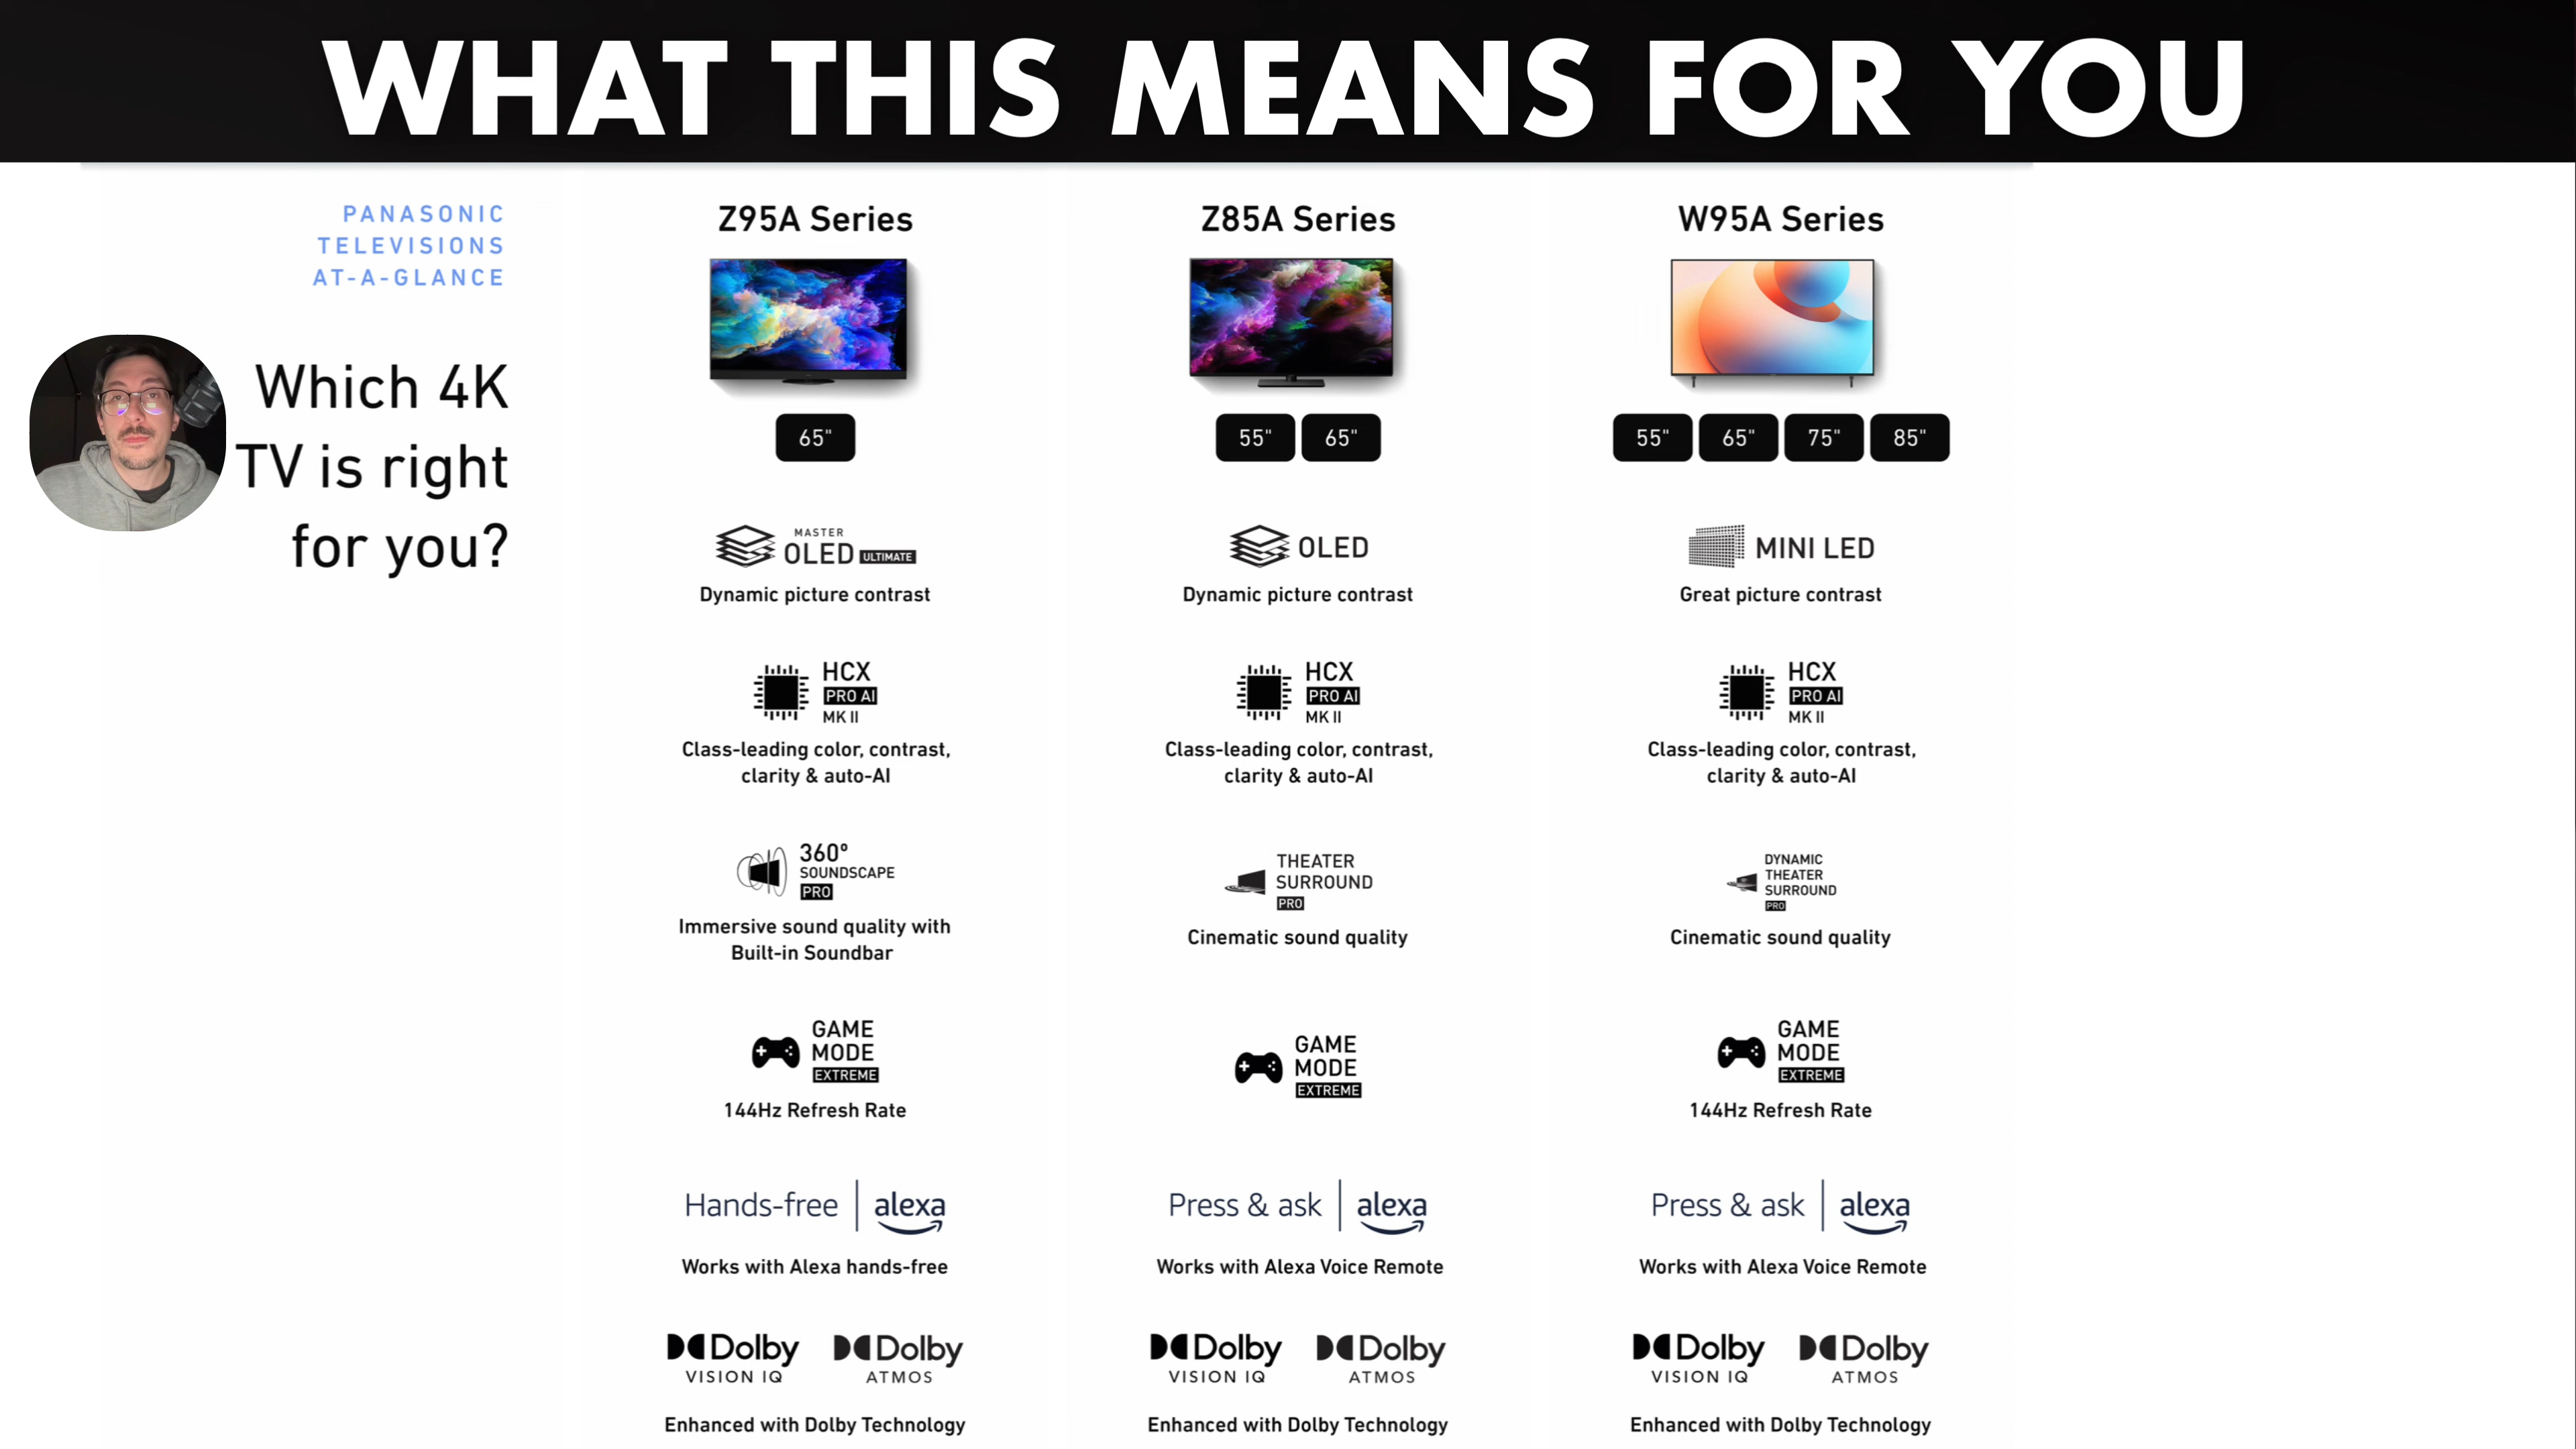 WHAT THIS MEANS FOR YOU
PANASONIC
TELEVISIONS
AT-A-GLANCE
Which 4K
TV is right
for you?
Z95A Series
65"
MASTER
OLED ULTIMATE
Dynamic picture contrast
HCX
PRO AI
MK II
Class-leading color, contrast,
clarity & auto-AI
360°
SOUNDSCAPE
PRO
Immersive sound quality with
Built-in Soundbar
GAME
MODE
EXTREME
144Hz Refresh Rate
Hands-free | alexa
Works with Alexa hands-free
Dolby Dolby
VISION IQ ATMOS
Enhanced with Dolby Technology
Z85A Series
55" 65"
OLED
Dynamic picture contrast
HCX
PRO AI
MK II
Class-leading color, contrast,
clarity & auto-AI
THEATER
SURROUND
PRO
Cinematic sound quality
GAME
MODE
EXTREME
Press & ask | alexa
Works with Alexa Voice Remote
Dolby Dolby
VISION IQ ATMOS
Enhanced with Dolby Technology
W95A Series
55" 65" 75" 85"
MINI LED
Great picture contrast
HCX
PRO AI
MK II
Class-leading color, contrast,
clarity & auto-AI
DYNAMIC
THEATER
SURROUND
PRO
Cinematic sound quality
GAME
MODE
EXTREME
144Hz Refresh Rate
Press & ask | alexa
Works with Alexa Voice Remote
Dolby Dolby
VISION IQ ATMOS
Enhanced with Dolby Technology